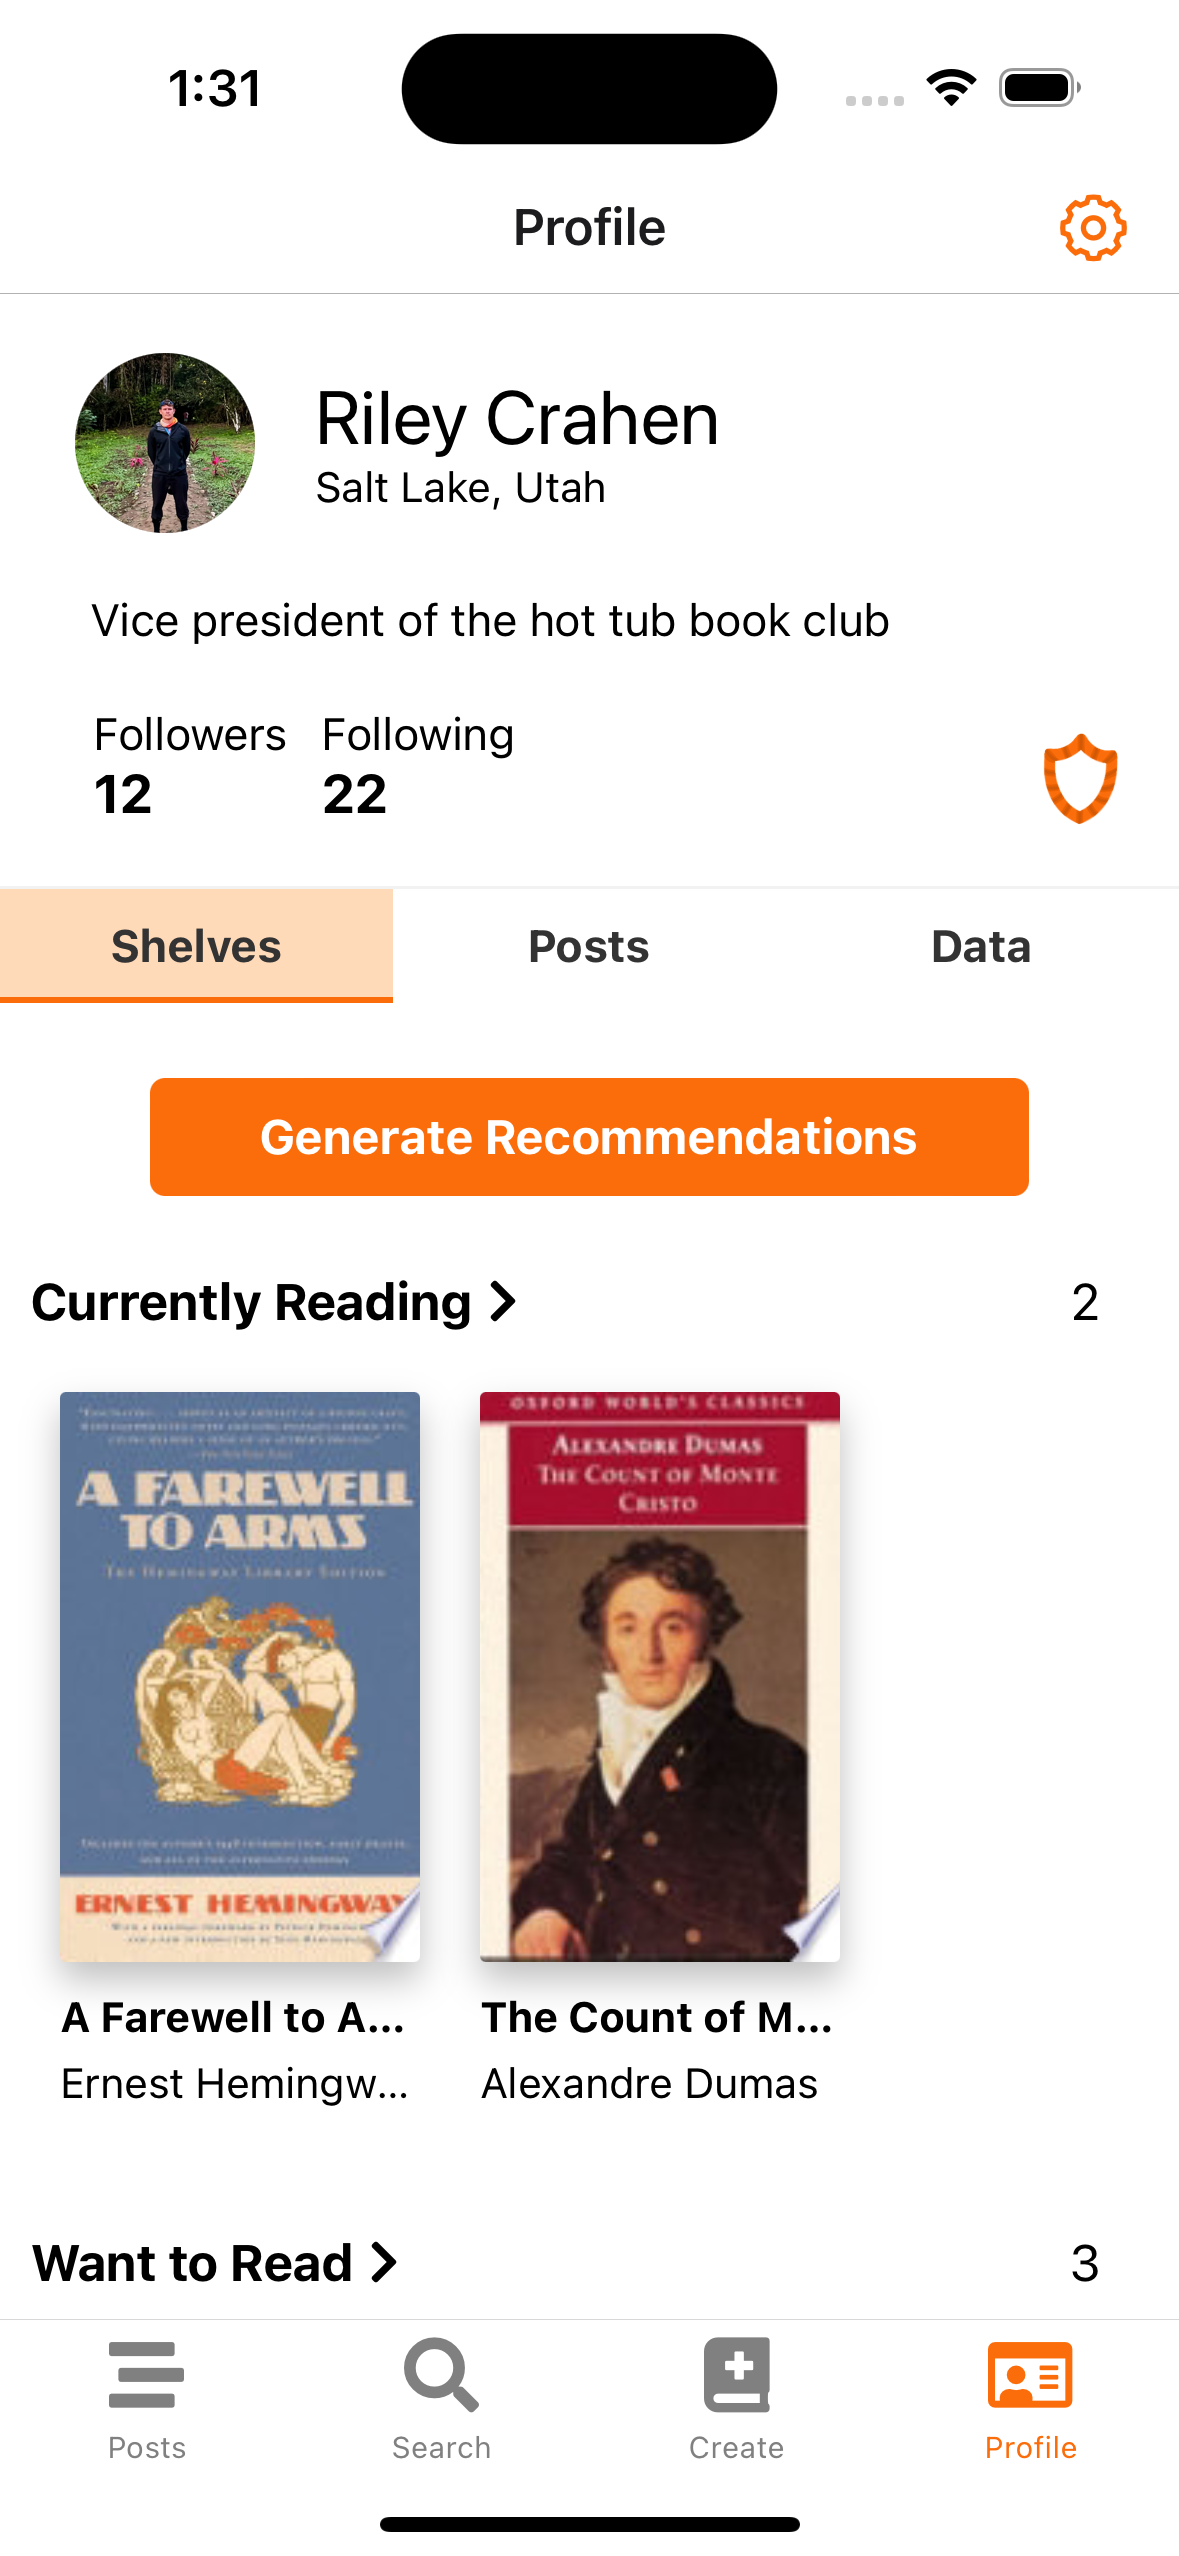 1:31
Profile
Riley Crahen
Salt Lake, Utah
Vice president of the hot tub book club
Followers Following
12 22
Shelves Posts Data
Generate Recommendations
Currently Reading 2
A FAREWELL
TO ARMS
THE HEMINGWAY LIBRARY EDITION
ERNEST HEMINGWAY
OXFORD WORLD'S CLASSICS
ALEXANDRE DUMAS
THE COUNT OF MONTE
CRISTO
A Farewell to A... The Count of M...
Ernest Hemingw... Alexandre Dumas
Want to Read 3
Posts Search Create Profile